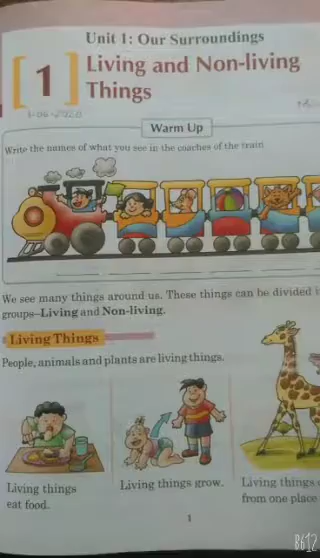 Unit 1: Our Surroundings
1
Living and Non-living
Things
Warm Up
Write the names of what you see in the coaches of the train
We see many things around us. These things can be divided
groups–Living and Non-living.
Living Things
People, animals and plants are living things.
Living things
eat food.
Living things grow.
Living things
from one place
1
B612